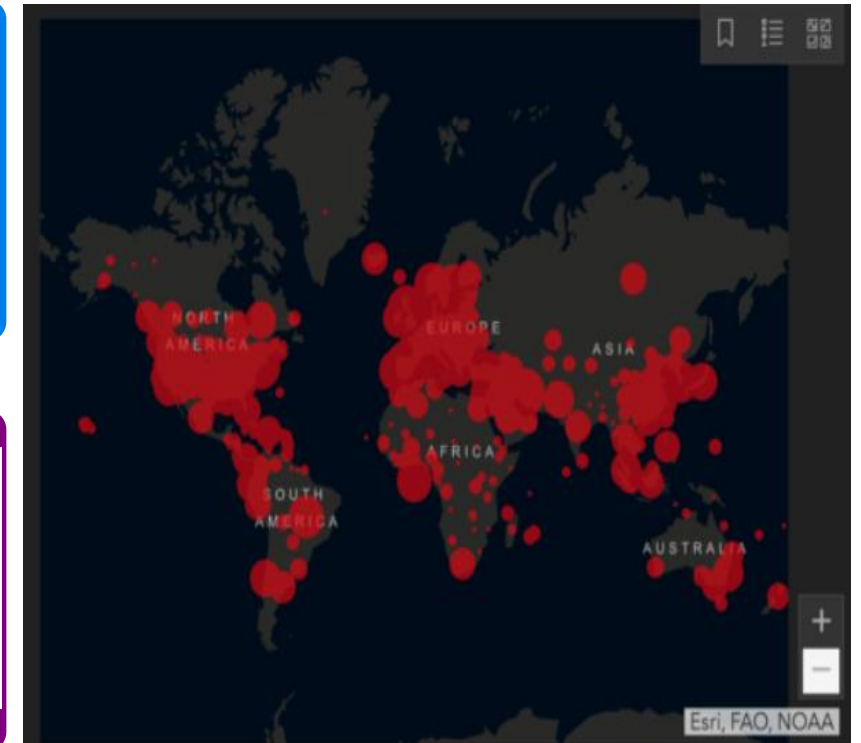 NORTH
AMERICA
EUROPE
ASIA
AFRICA
SOUTH
AMERICA
AUSTRALIA
+
−
Esri, FAO, NOAA